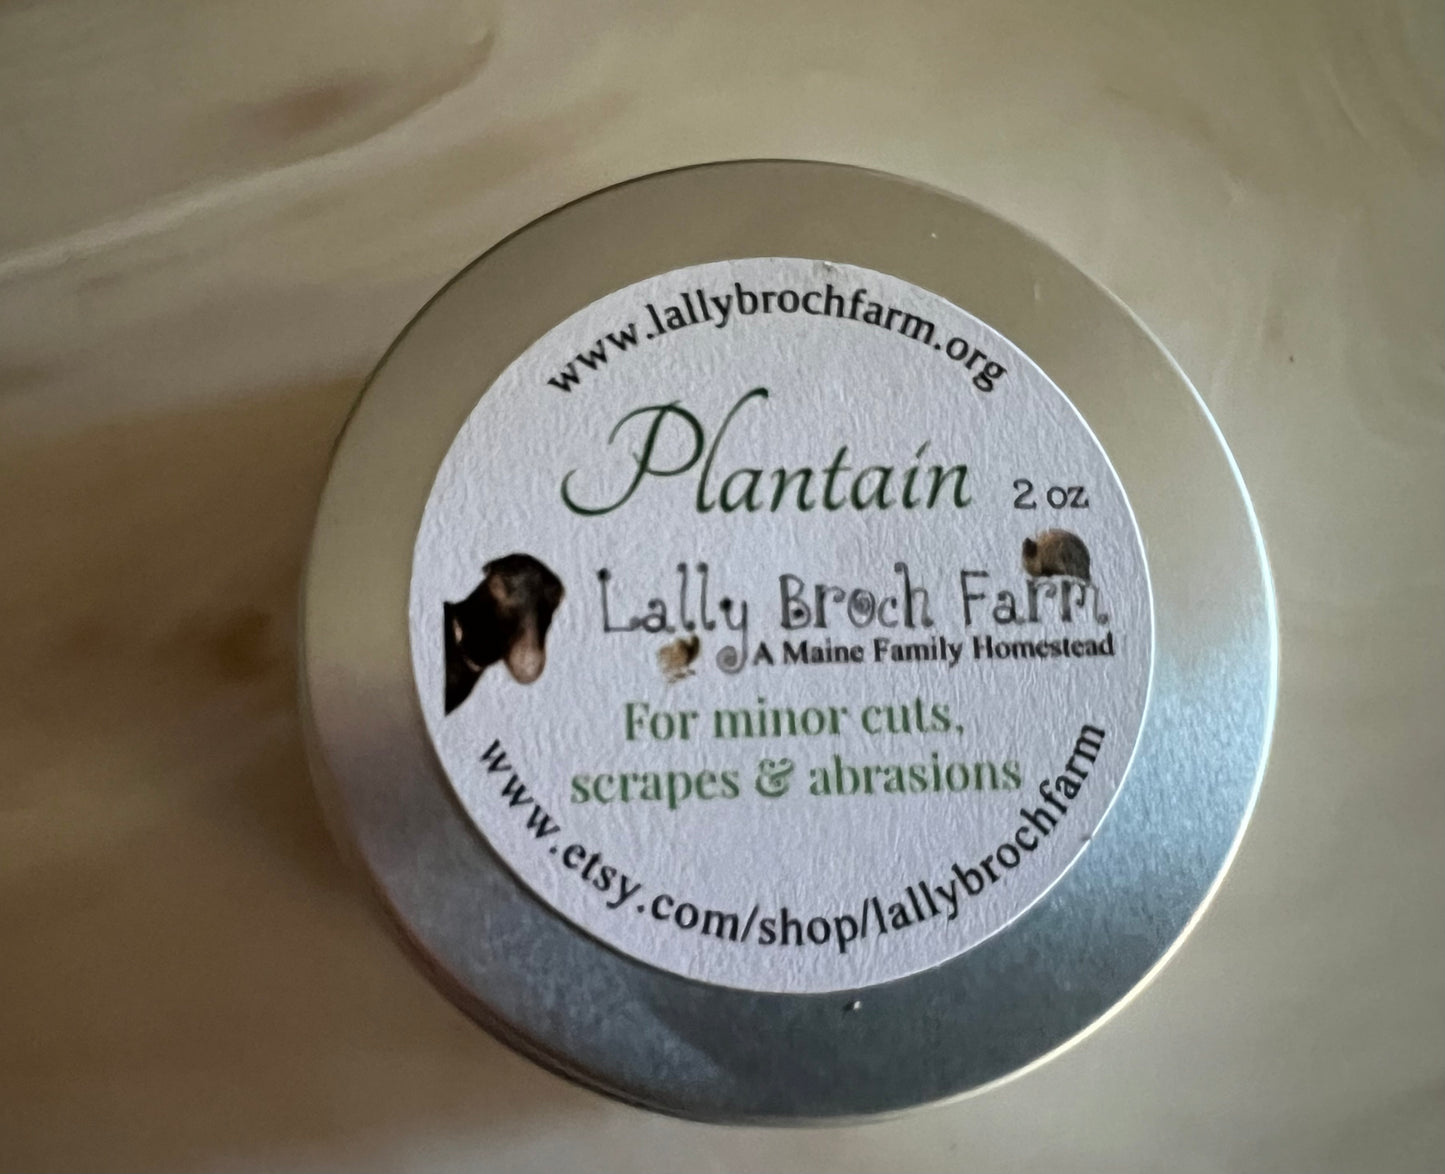 www.lallybrochfarm.org
Plantain 2 oz
Lally Broch Farm
A Maine Family Homestead
For minor cuts,
scrapes & abrasions
www.etsy.com/shop/lallybrochfarm